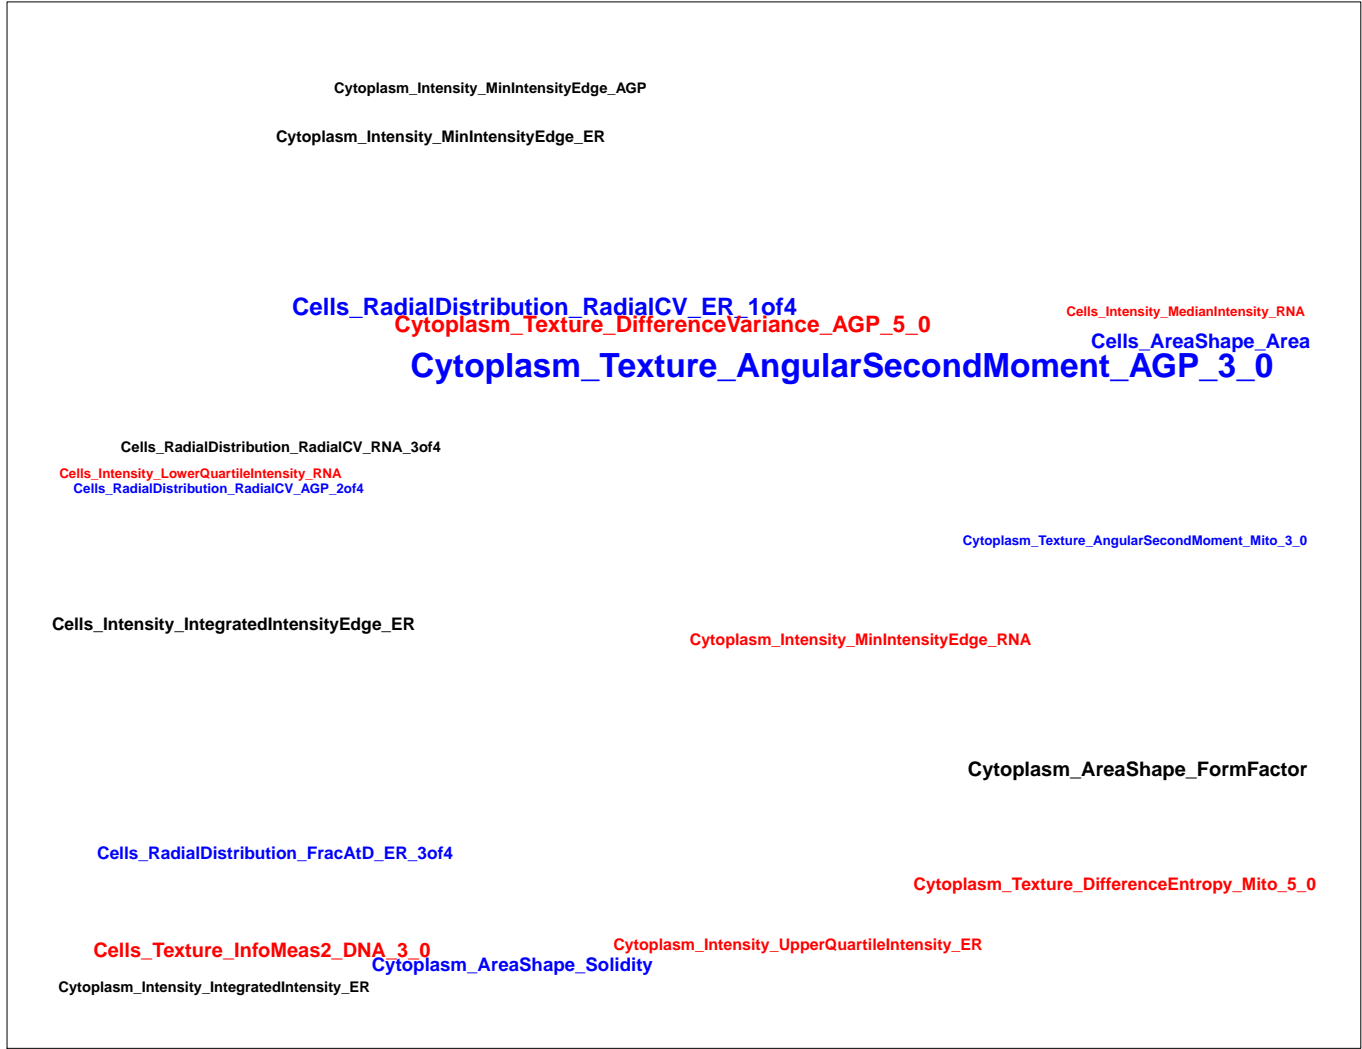 Cytoplasm_Intensity_MinIntensityEdge_AGP
Cytoplasm_Intensity_MinIntensityEdge_ER
Cells_RadialDistribution_RadialCV_ER_1of4
Cells_Intensity_MedianIntensity_RNA
Cytoplasm_Texture_DifferenceVariance_AGP_5_0
Cells_AreaShape_Area
Cytoplasm_Texture_AngularSecondMoment_AGP_3_0
Cells_RadialDistribution_RadialCV_RNA_3of4
Cells_Intensity_LowerQuartileIntensity_RNA
Cells_RadialDistribution_RadialCV_AGP_2of4
Cytoplasm_Texture_AngularSecondMoment_Mito_3_0
Cells_Intensity_IntegratedIntensityEdge_ER
Cytoplasm_Intensity_MinIntensityEdge_RNA
Cytoplasm_AreaShape_FormFactor
Cells_RadialDistribution_FracAtD_ER_3of4
Cytoplasm_Texture_DifferenceEntropy_Mito_5_0
Cells_Texture_InfoMeas2_DNA_3_0
Cytoplasm_Intensity_UpperQuartileIntensity_ER
Cytoplasm_AreaShape_Solidity
Cytoplasm_Intensity_IntegratedIntensity_ER